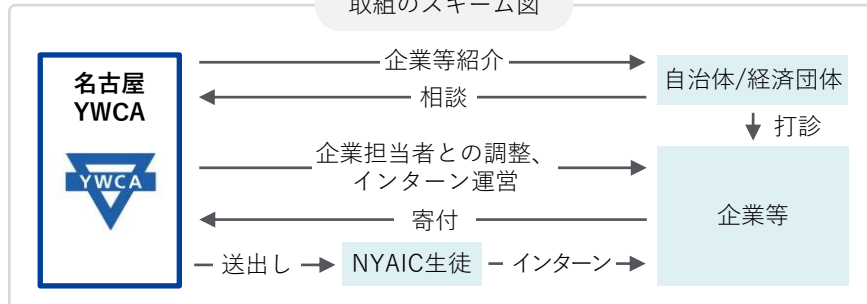 取組のスキーム図
名古屋
YWCA
YWCA
企業等紹介
相談
自治体/経済団体
打診
企業担当者との調整、
インターン運営
寄付
企業等
送出し
NYAIC生徒
インターン